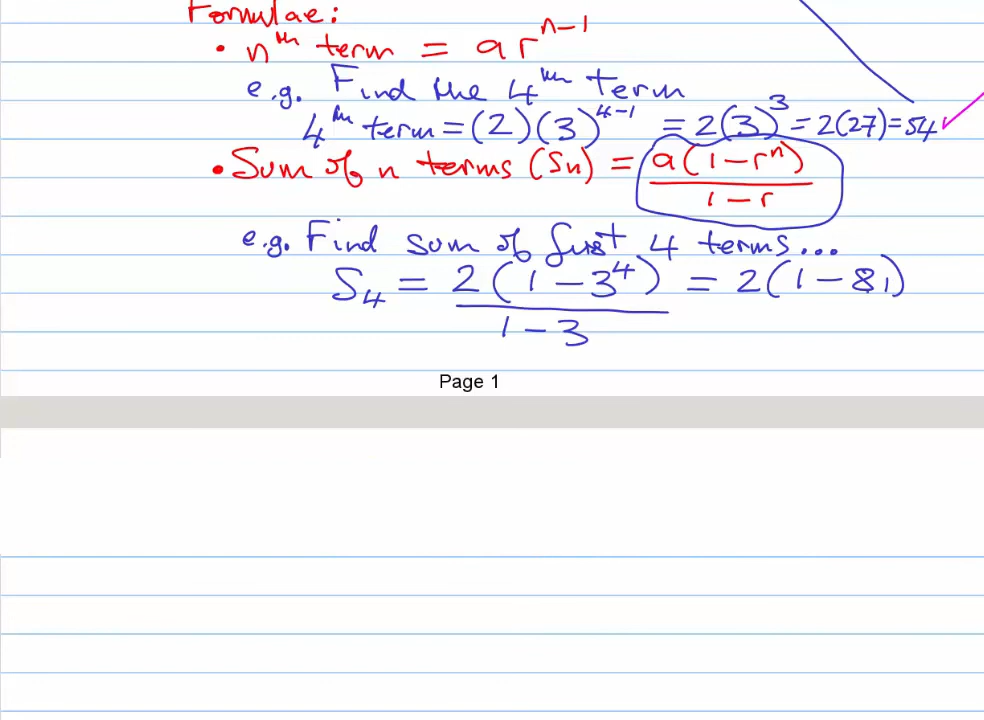 Formulae:
• nᵗʰ term = a rⁿ⁻¹
e.g. Find the 4ᵗʰ term
4ᵗʰ term = (2)(3)⁴⁻¹ = 2(3)³ = 2(27) = 54 ✓
• Sum of n terms (Sn) = a(1 – rⁿ)
1 – r
e.g. Find sum of first 4 terms...
S₄ = 2(1 – 3⁴) = 2(1 – 81)
1 – 3
Page 1